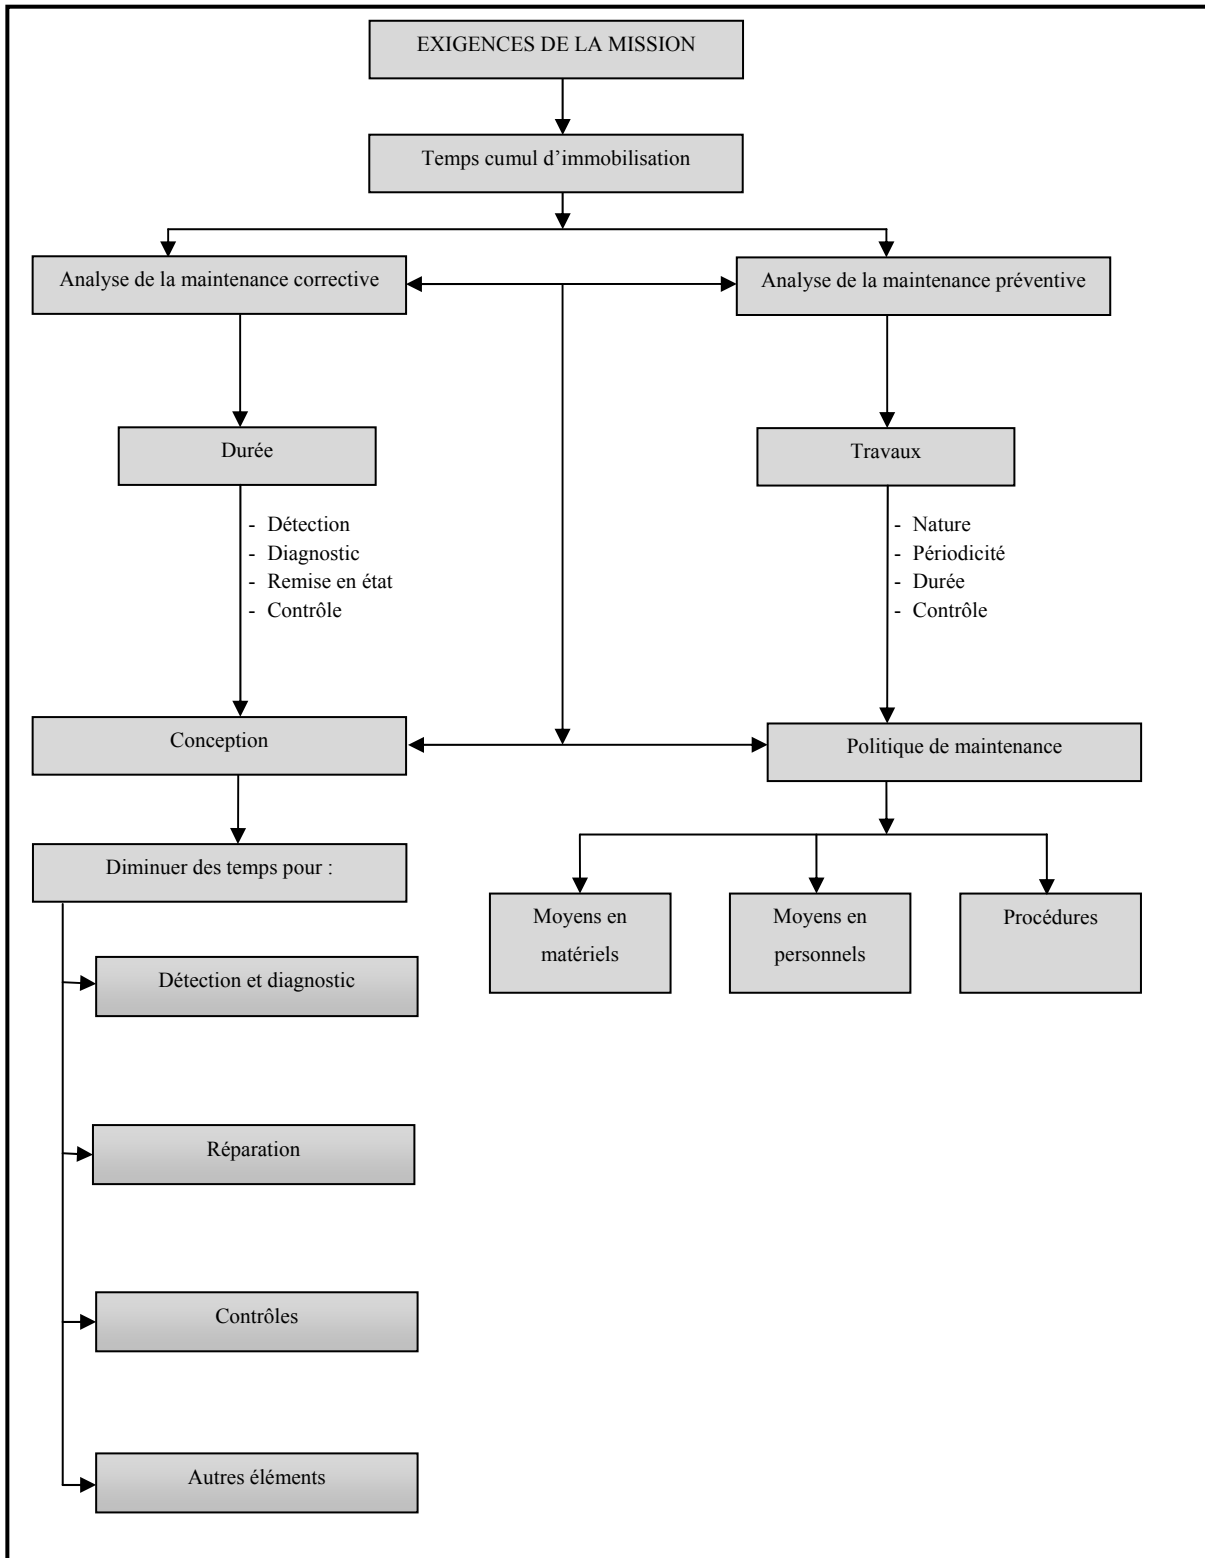 EXIGENCES DE LA MISSION
Temps cumul d’immobilisation
Analyse de la maintenance corrective
Analyse de la maintenance préventive
Durée
Travaux
- Détection
- Diagnostic
- Remise en état
- Contrôle
- Nature
- Périodicité
- Durée
- Contrôle
Conception
Politique de maintenance
Diminuer des temps pour :
Moyens en
matériels
Moyens en
personnels
Procédures
Détection et diagnostic
Réparation
Contrôles
Autres éléments